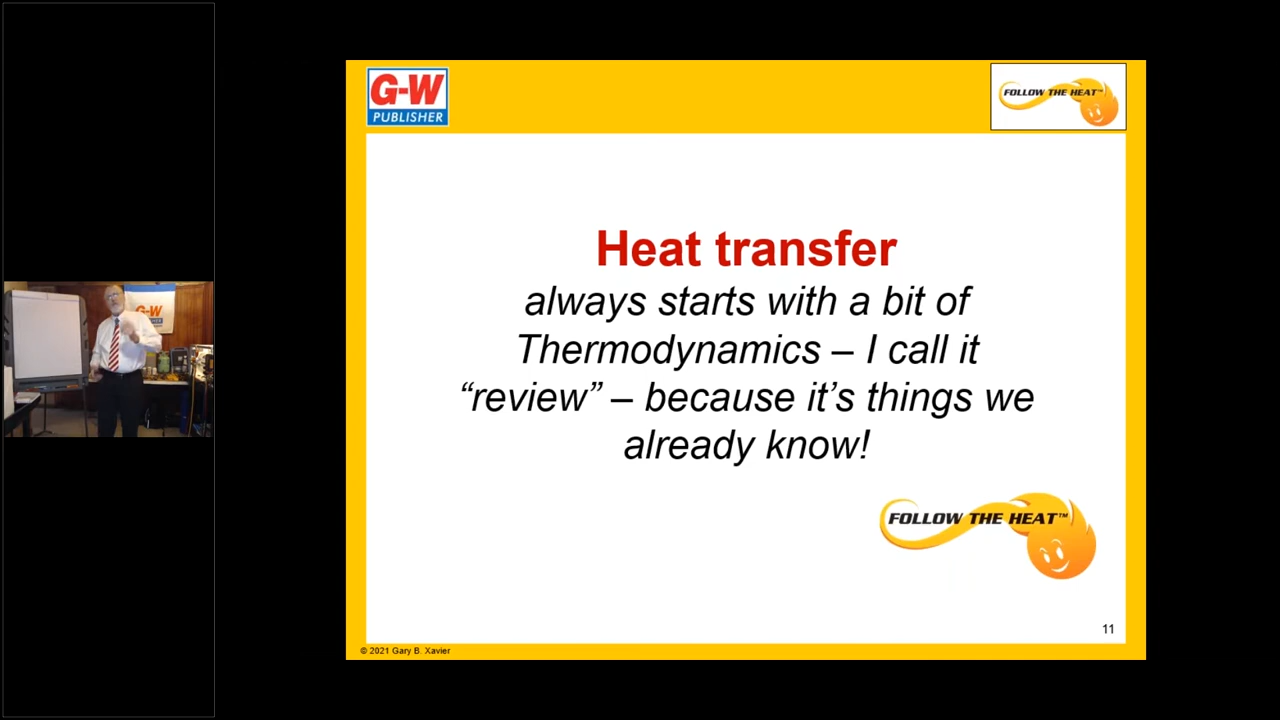 G-W
PUBLISHER
FOLLOW THE HEAT™
Heat transfer
always starts with a bit of
Thermodynamics – I call it
“review” – because it’s things we
already know!
FOLLOW THE HEAT™
11
© 2021 Gary B. Xavier
G-W